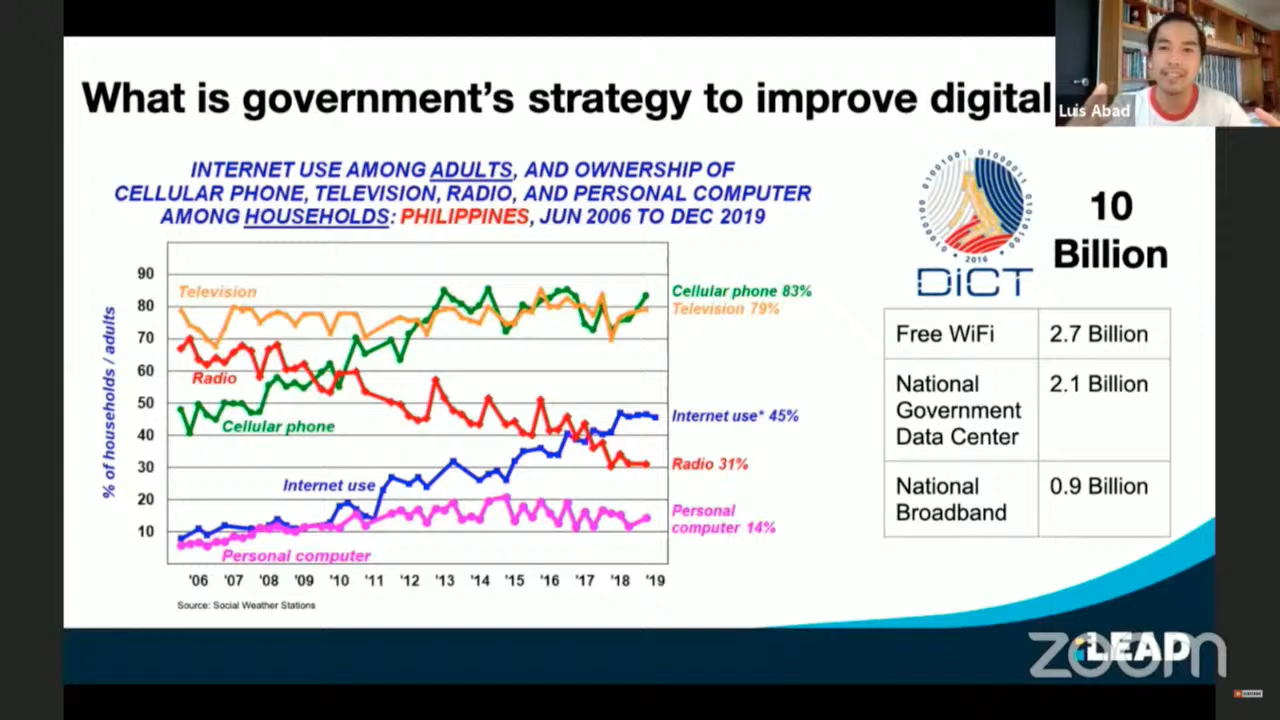 What is government's strategy to improve digital
Luis Abad
INTERNET USE AMONG ADULTS, AND OWNERSHIP OF
CELLULAR PHONE, TELEVISION, RADIO, AND PERSONAL COMPUTER
AMONG HOUSEHOLDS: PHILIPPINES, JUN 2006 TO DEC 2019
% of households / adults
90
80
70
60
50
40
30
20
10
Television
Radio
Cellular phone
Internet use
Personal computer
Cellular phone 83%
Television 79%
Internet use* 45%
Radio 31%
Personal
computer 14%
'06 '07 '08 '09 '10 '11 '12 '13 '14 '15 '16 '17 '18 '19
Source: Social Weather Stations
2016
DICT
10
Billion
Free WiFi 2.7 Billion
National 2.1 Billion
Government
Data Center
National 0.9 Billion
Broadband
LEAD
zoom